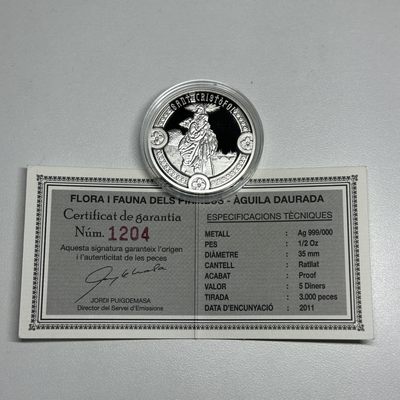 SANT CRISTÒFOL
FLORA I FAUNA DELS PIRINEUS - ÀGUILA DAURADA
Certificat de garantia
Núm. 1204
Aquesta signatura garanteix l'origen
i l'autenticitat de les peces
JORDI PUIGDEMASA
Director del Servei d'Emissions
ESPECIFICACIONS TÈCNIQUES
METALL Ag 999/000
PES 1/2 Oz
DIÀMETRE 35 mm
CANTELL Ratllat
ACABAT Proof
VALOR 5 Diners
TIRADA 3.000 peces
DATA D'ENCUNYACIÓ 2011